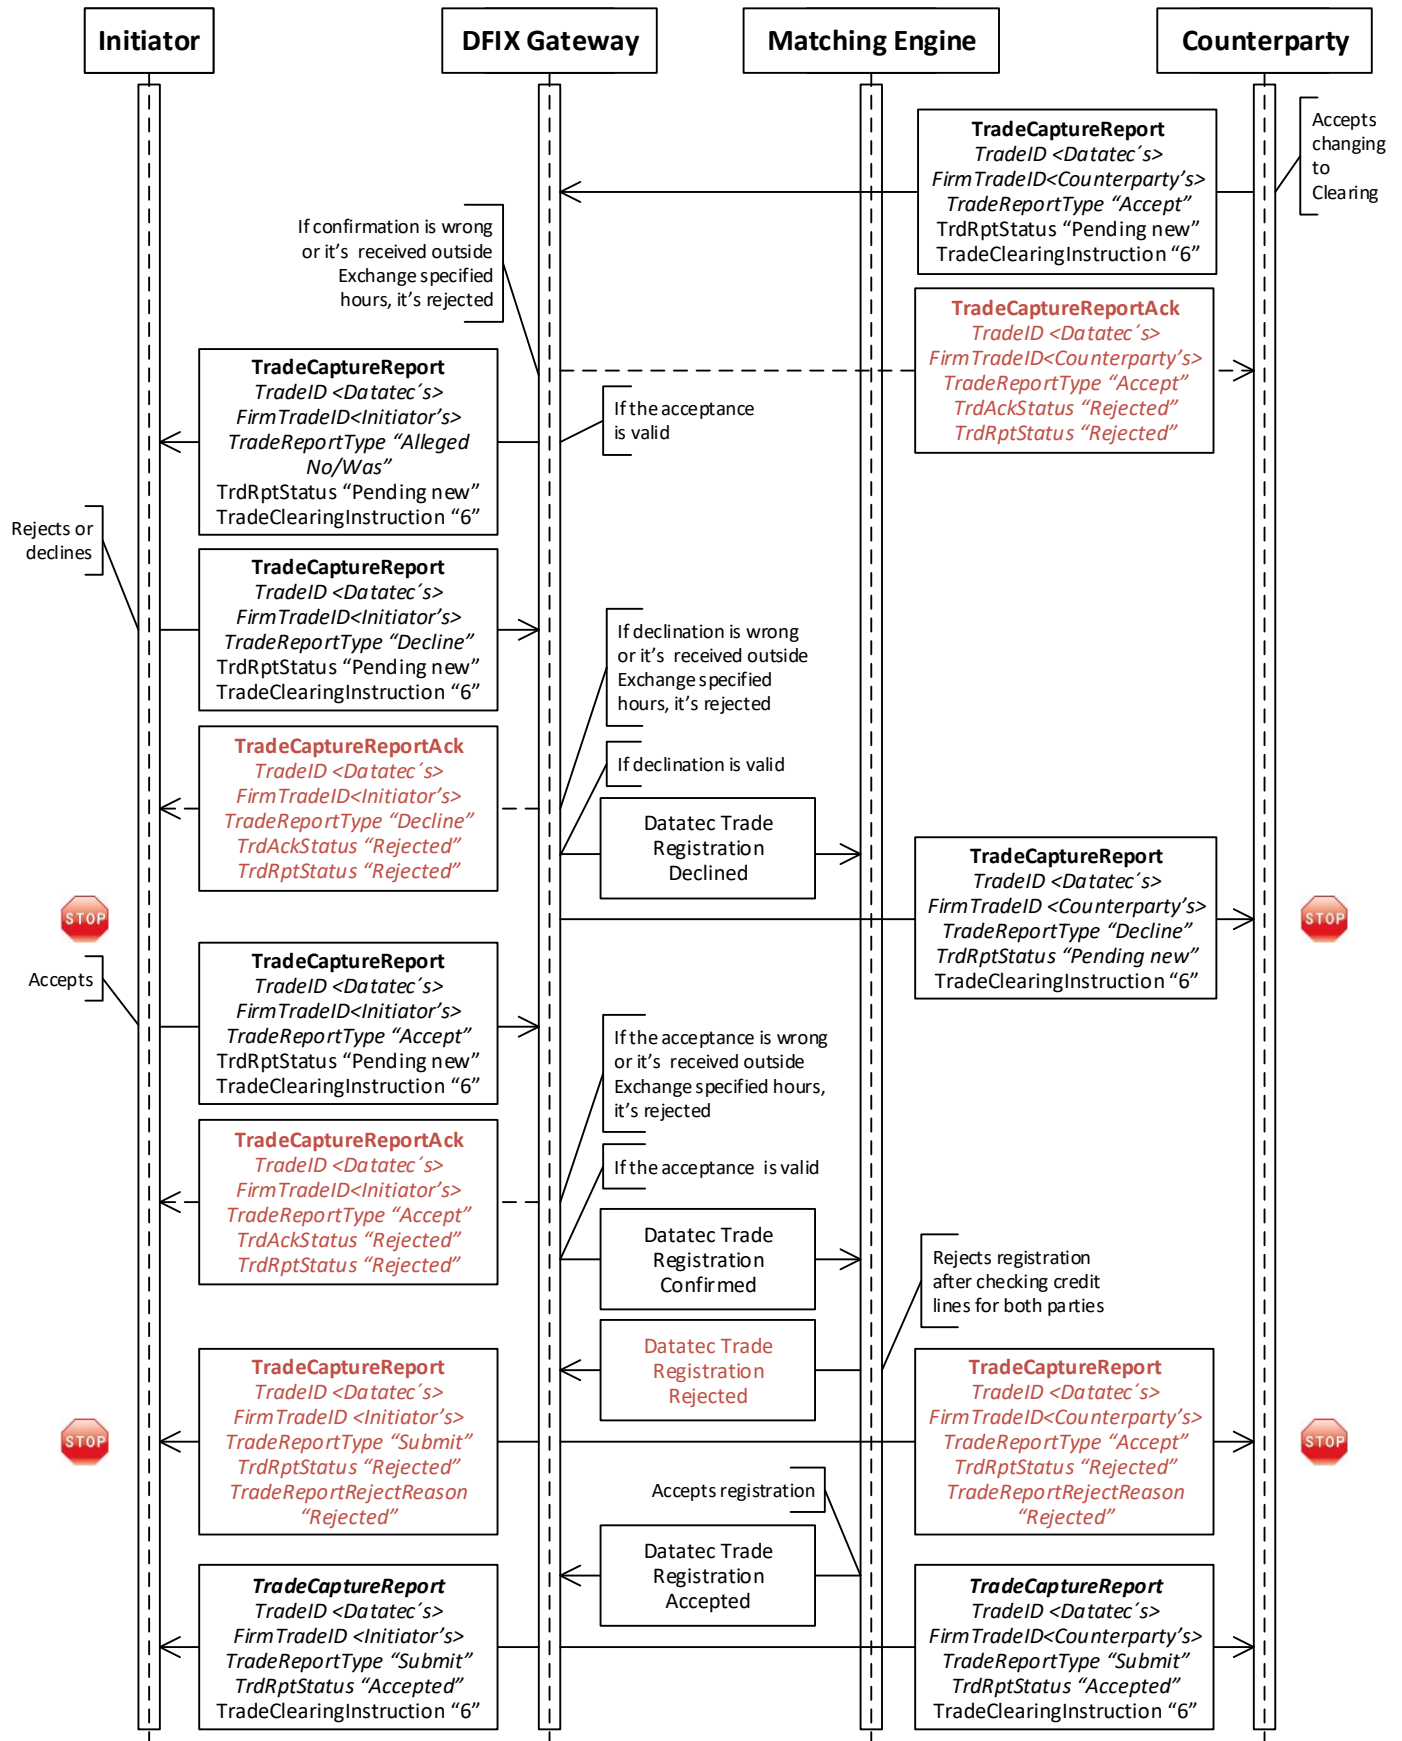 Initiator
DFIX Gateway
Matching Engine
Counterparty
TradeCaptureReport
TradeID <Datatec´s>
FirmTradeID<Counterparty’s>
TradeReportType “Accept”
TrdRptStatus “Pending new”
TradeClearingInstruction “6”
Accepts
changing
to
Clearing
If confirmation is wrong
or it’s received outside
Exchange specified
hours, it’s rejected
TradeCaptureReportAck
TradeID <Datatec´s>
FirmTradeID<Counterparty’s>
TradeReportType “Accept”
TrdAckStatus “Rejected”
TrdRptStatus “Rejected”
TradeCaptureReport
TradeID <Datatec´s>
FirmTradeID<Initiator’s>
TradeReportType “Alleged
No/Was”
TrdRptStatus “Pending new”
TradeClearingInstruction “6”
If the acceptance
is valid
Rejects or
declines
TradeCaptureReport
TradeID <Datatec´s>
FirmTradeID<Initiator’s>
TradeReportType “Decline”
TrdRptStatus “Pending new”
TradeClearingInstruction “6”
If declination is wrong
or it’s received outside
Exchange specified
hours, it’s rejected
TradeCaptureReportAck
TradeID <Datatec´s>
FirmTradeID<Initiator’s>
TradeReportType “Decline”
TrdAckStatus “Rejected”
TrdRptStatus “Rejected”
If declination is valid
Datatec Trade
Registration
Declined
TradeCaptureReport
TradeID <Datatec´s>
FirmTradeID <Counterparty’s>
TradeReportType “Decline”
TrdRptStatus “Pending new”
TradeClearingInstruction “6”
STOP
STOP
Accepts
TradeCaptureReport
TradeID <Datatec´s>
FirmTradeID<Initiator’s>
TradeReportType “Accept”
TrdRptStatus “Pending new”
TradeClearingInstruction “6”
If the acceptance is wrong
or it’s received outside
Exchange specified hours,
it’s rejected
TradeCaptureReportAck
TradeID <Datatec´s>
FirmTradeID<Initiator’s>
TradeReportType “Accept”
TrdAckStatus “Rejected”
TrdRptStatus “Rejected”
If the acceptance is valid
Datatec Trade
Registration
Confirmed
Rejects registration
after checking credit
lines for both parties
Datatec Trade
Registration
Rejected
TradeCaptureReport
TradeID <Datatec´s>
FirmTradeID <Initiator’s>
TradeReportType “Submit”
TrdRptStatus “Rejected”
TradeReportRejectReason
“Rejected”
TradeCaptureReport
TradeID <Datatec´s>
FirmTradeID<Counterparty’s>
TradeReportType “Accept”
TrdRptStatus “Rejected”
TradeReportRejectReason
“Rejected”
STOP
STOP
Accepts registration
Datatec Trade
Registration
Accepted
TradeCaptureReport
TradeID <Datatec´s>
FirmTradeID <Initiator’s>
TradeReportType “Submit”
TrdRptStatus “Accepted”
TradeClearingInstruction “6”
TradeCaptureReport
TradeID <Datatec´s>
FirmTradeID<Counterparty’s>
TradeReportType “Submit”
TrdRptStatus “Accepted”
TradeClearingInstruction “6”